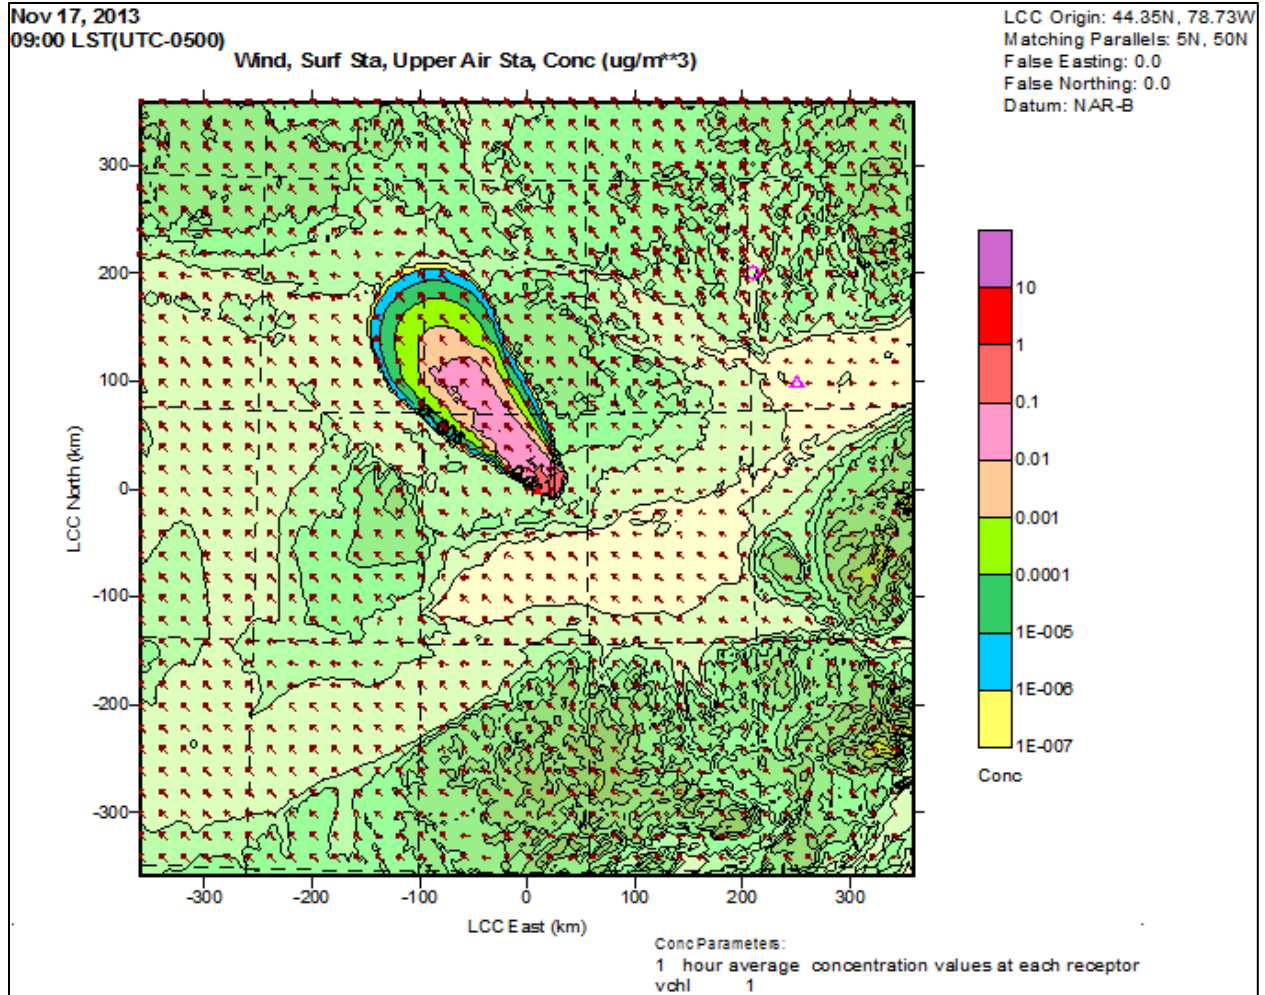 Nov 17, 2013
09:00 LST(UTC-0500)
Wind, Surf Sta, Upper Air Sta, Conc (ug/m**3)
LCC Origin: 44.35N, 78.73W
Matching Parallels: 5N, 50N
False Easting: 0.0
False Northing: 0.0
Datum: NAR-B
300
200
100
0
-100
-200
-300
LCC North (km)
-300 -200 -100 0 100 200 300
LCC East (km)
10
1
0.1
0.01
0.001
0.0001
1E-005
1E-006
1E-007
Conc
Conc Parameters:
1 hour average concentration values at each receptor
vchl 1